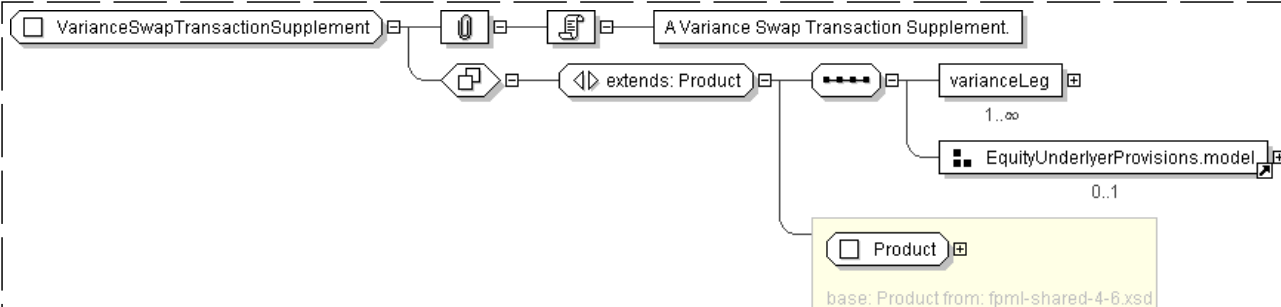 VarianceSwapTransactionSupplement
A Variance Swap Transaction Supplement.
extends: Product
varianceLeg
1..∞
EquityUnderlyerProvisions.model
0..1
Product
base: Product from: fpml-shared-4-6.xsd